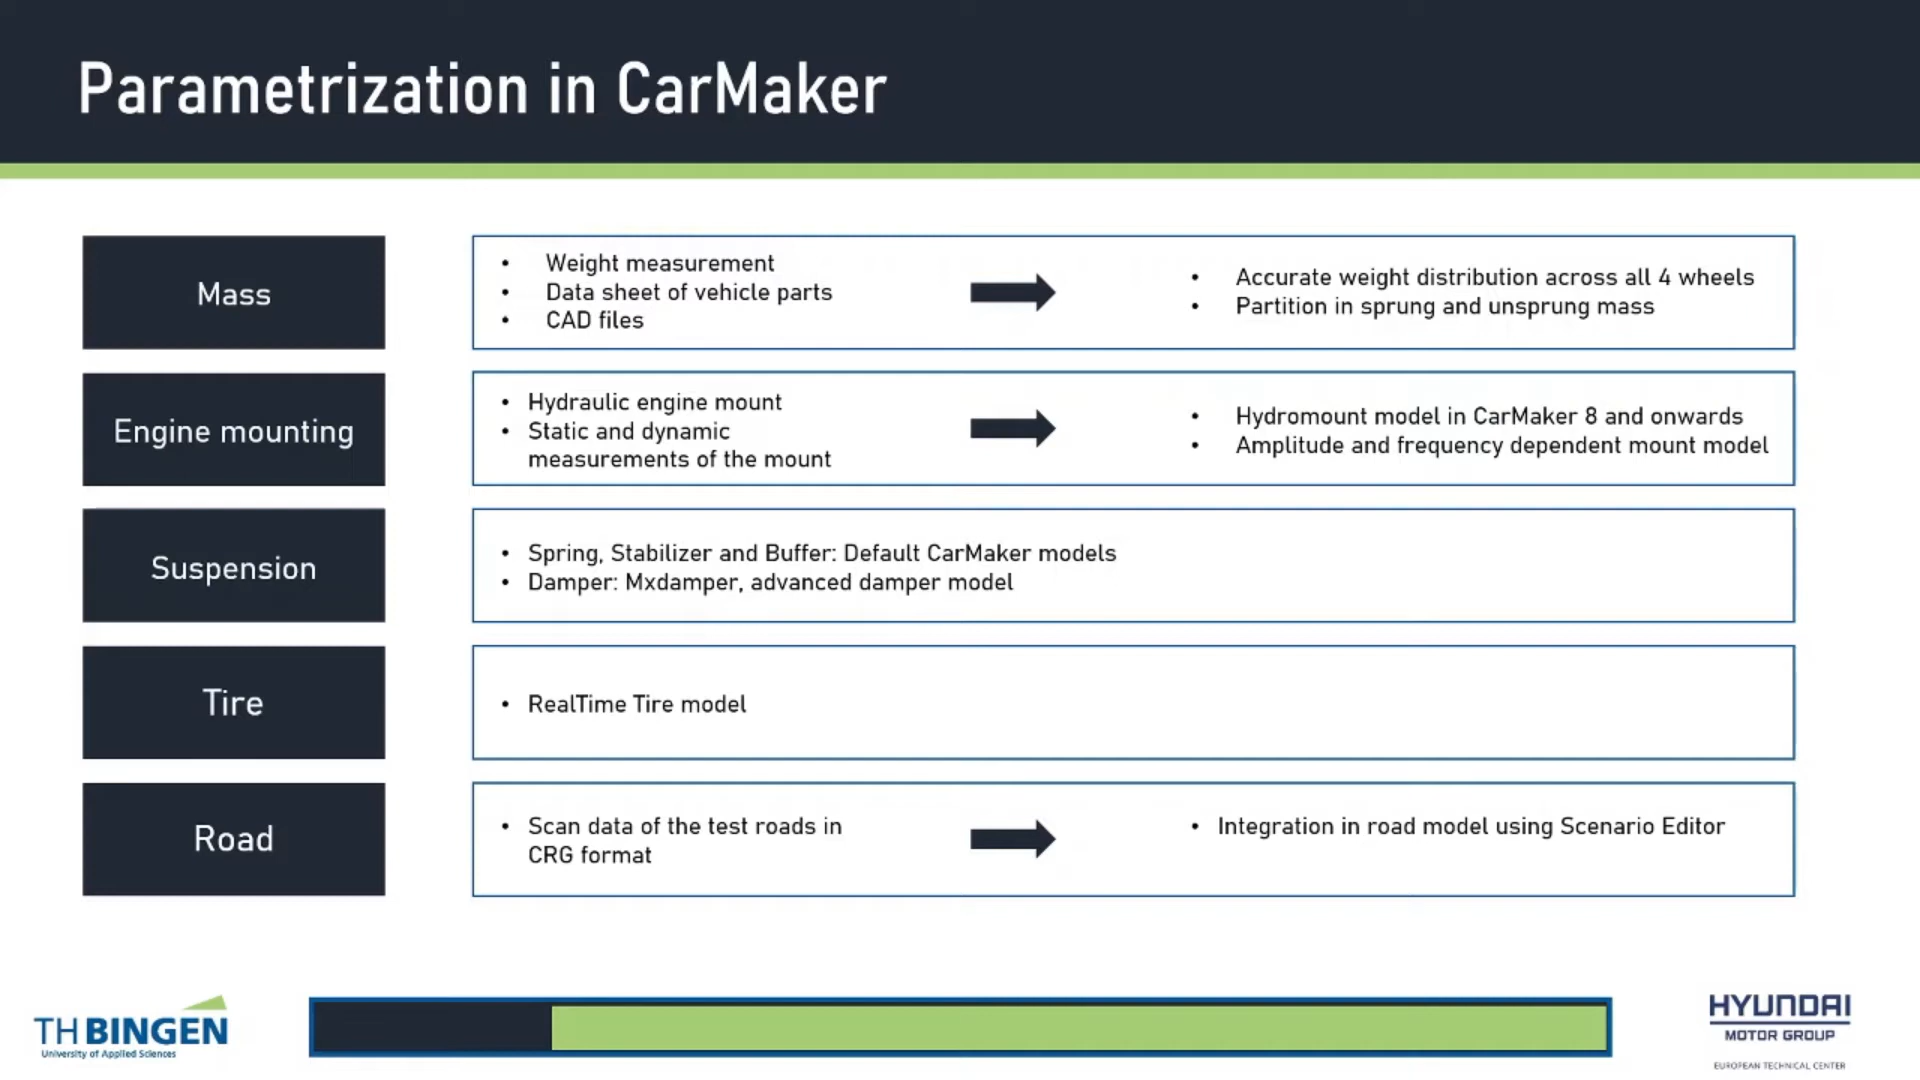 Parametrization in CarMaker
Mass
• Weight measurement
• Data sheet of vehicle parts
• CAD files
• Accurate weight distribution across all 4 wheels
• Partition in sprung and unsprung mass
Engine mounting
• Hydraulic engine mount
• Static and dynamic
measurements of the mount
• Hydromount model in CarMaker 8 and onwards
• Amplitude and frequency dependent mount model
Suspension
• Spring, Stabilizer and Buffer: Default CarMaker models
• Damper: Mxdamper, advanced damper model
Tire
• RealTime Tire model
Road
• Scan data of the test roads in
CRG format
• Integration in road model using Scenario Editor
TH BINGEN
University of Applied Sciences
HYUNDAI
MOTOR GROUP
EUROPEAN TECHNICAL CENTER